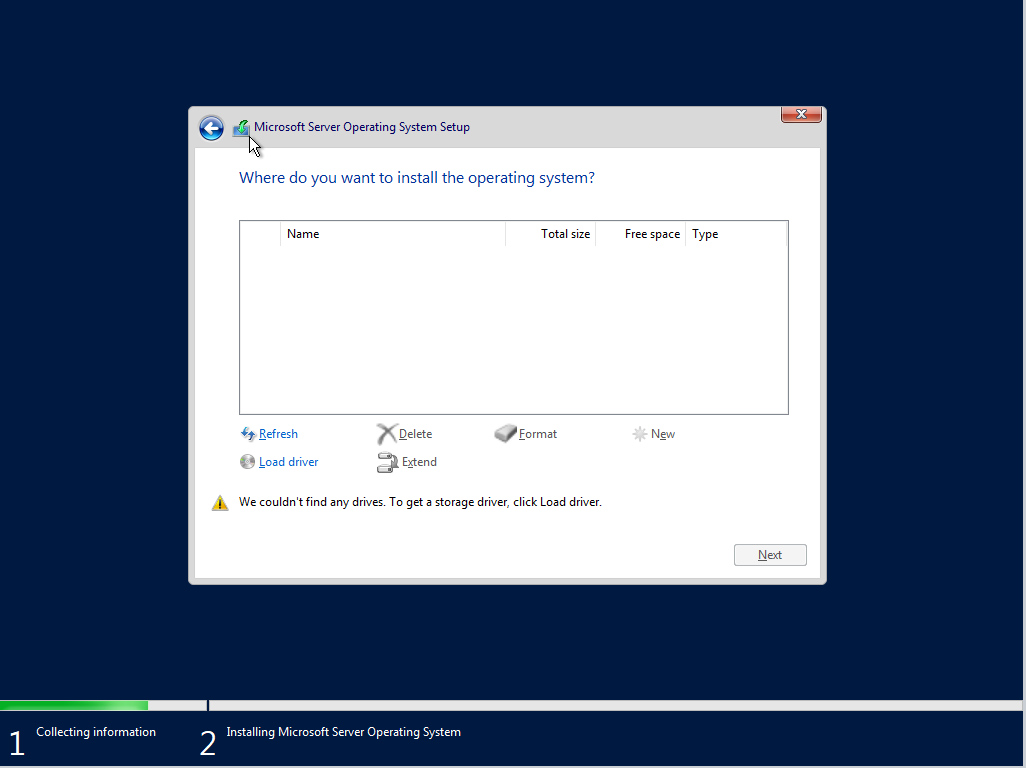 Microsoft Server Operating System Setup
Where do you want to install the operating system?
Name Total size Free space Type
Refresh Delete Format New
Load driver Extend
We couldn't find any drives. To get a storage driver, click Load driver.
Next
1 Collecting information 2 Installing Microsoft Server Operating System